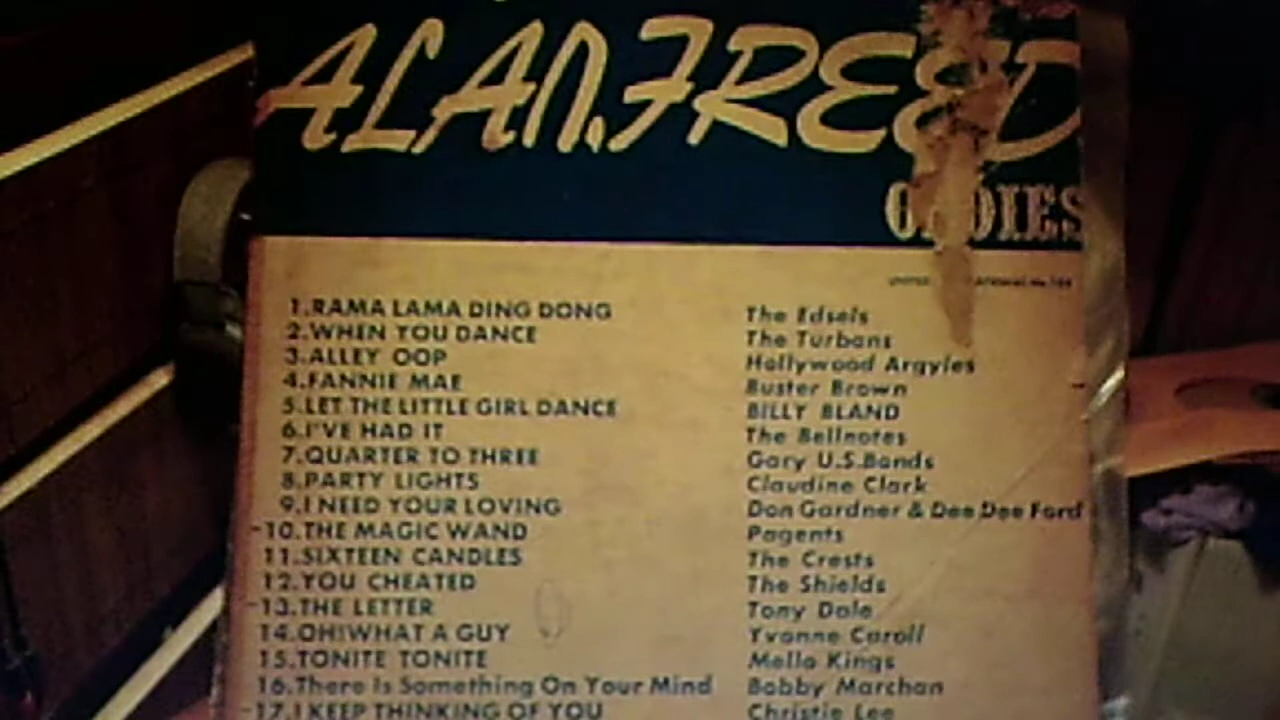 ALAN FREED
OLDIES
1. RAMA LAMA DING DONG The Edsels
2. WHEN YOU DANCE The Turbans
3. ALLEY OOP Hollywood Argyles
4. FANNIE MAE Buster Brown
5. LET THE LITTLE GIRL DANCE BILLY BLAND
6. I'VE HAD IT The Bellnotes
7. QUARTER TO THREE Gary U.S. Bonds
8. PARTY LIGHTS Claudine Clark
9. I NEED YOUR LOVING Don Gardner & Dee Dee Ford
-10. THE MAGIC WAND Pagents
11. SIXTEEN CANDLES The Crests
12. YOU CHEATED The Shields
-13. THE LETTER Tony Dale
14. OH! WHAT A GUY Yvonne Caroll
15. TONITE TONITE Mello Kings
16. There Is Something On Your Mind Bobby Marchan
-17. I KEEP THINKING OF YOU Christie Lee